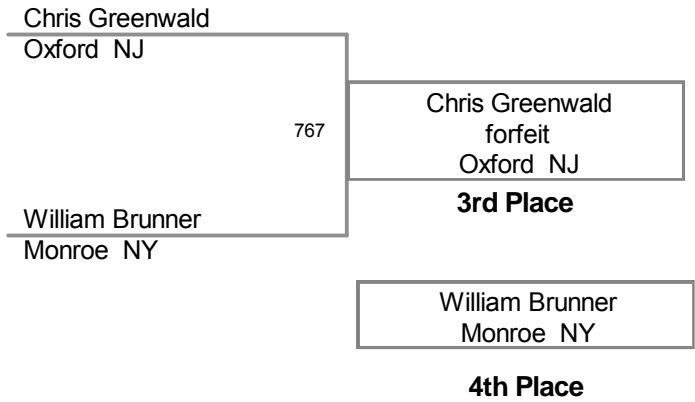 Chris Greenwald
Oxford NJ
767
Chris Greenwald
forfeit
Oxford NJ
3rd Place
William Brunner
Monroe NY
William Brunner
Monroe NY
4th Place